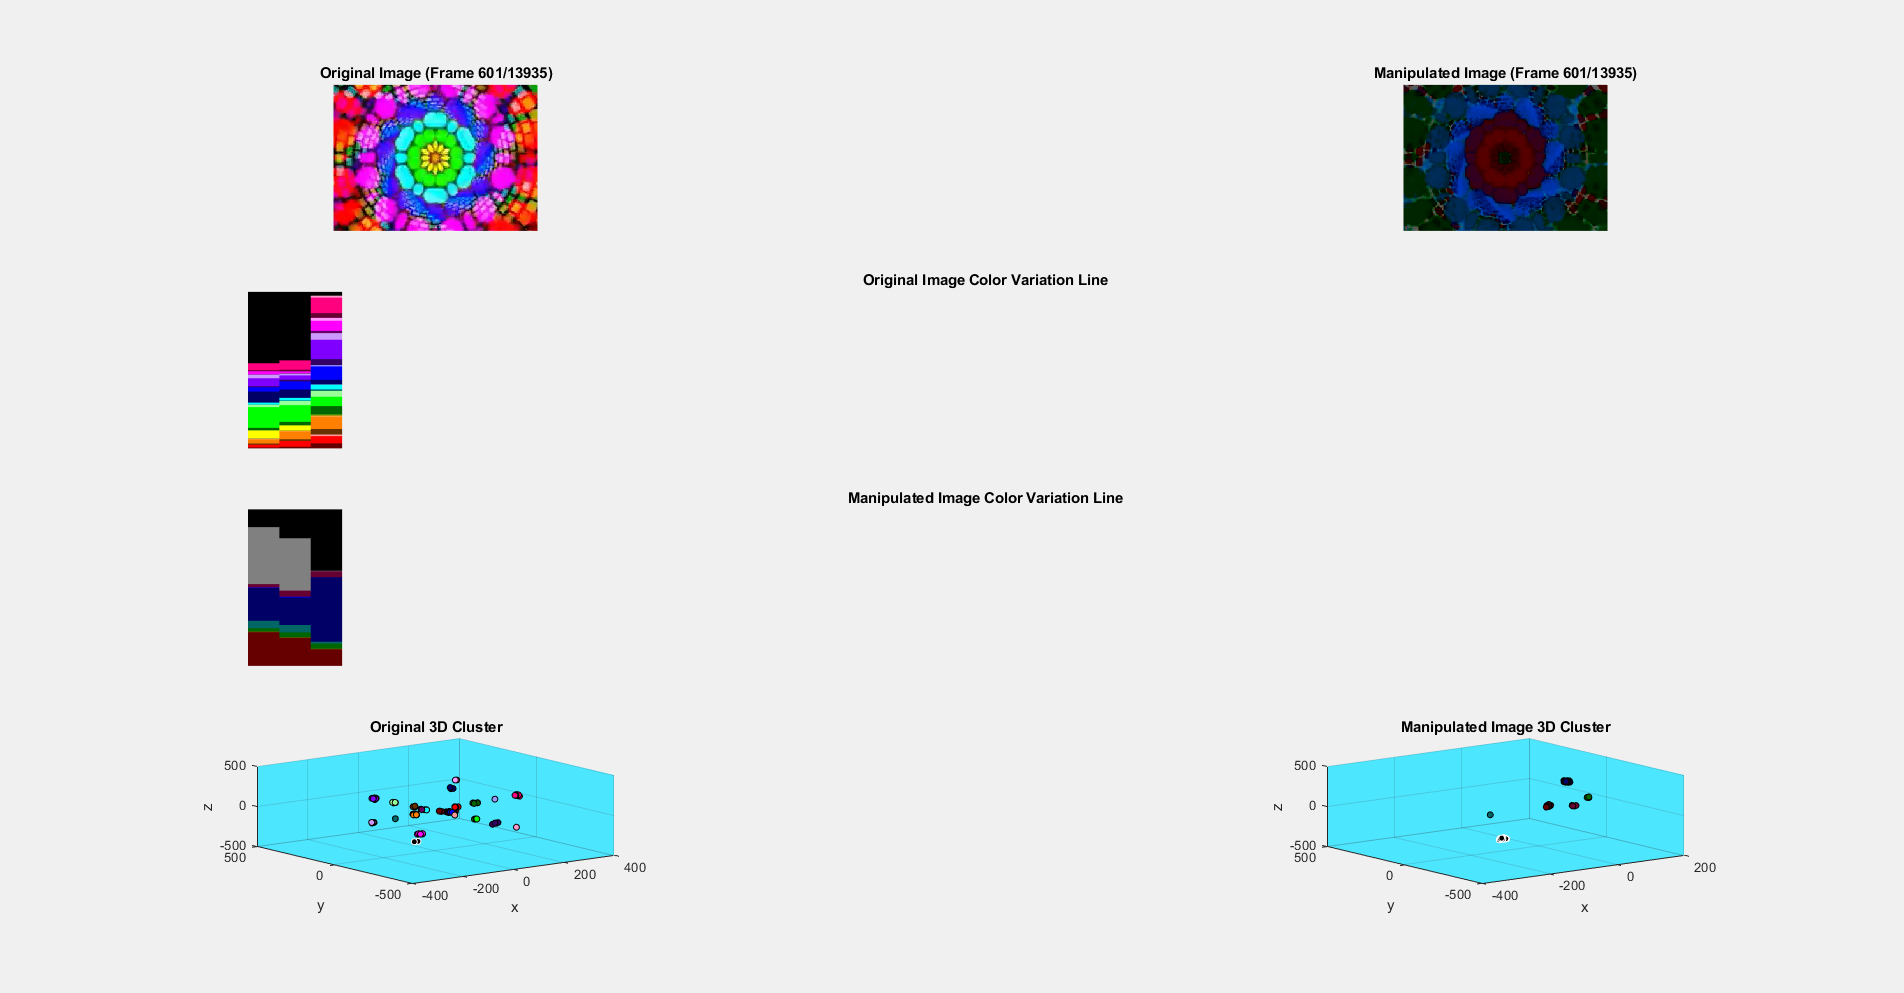 Original Image (Frame 601/13935)
Manipulated Image (Frame 601/13935)
Original Image Color Variation Line
Manipulated Image Color Variation Line
Original 3D Cluster
500
0
-500
z
500
0
-500
y
-400
-200
0
200
400
x
Manipulated Image 3D Cluster
500
0
-500
z
500
0
-500
y
-400
-200
0
200
x